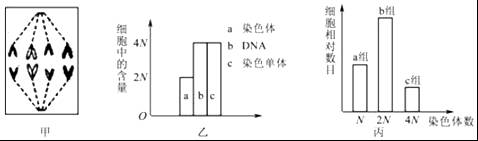 甲
细胞中的含量
4N
2N
O
a b c
a 染色体
b DNA
c 染色单体
乙
细胞相对数目
a组
b组
c组
N 2N 4N 染色体数
丙